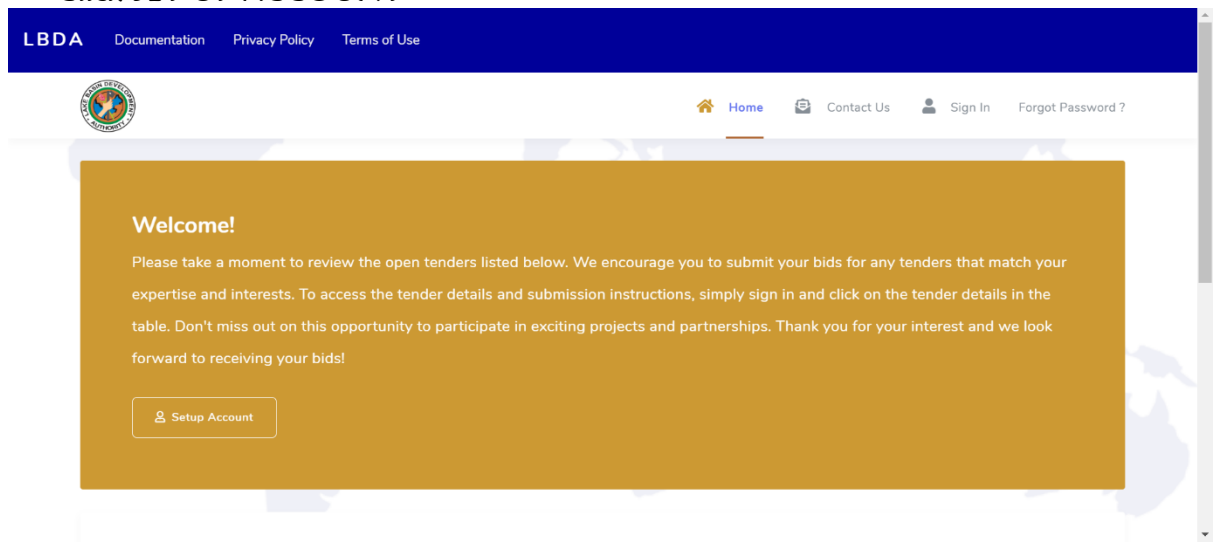 LBDA Documentation Privacy Policy Terms of Use
LAKE BASIN DEVELOPMENT AUTHORITY
Home Contact Us Sign In Forgot Password ?
Welcome!
Please take a moment to review the open tenders listed below. We encourage you to submit your bids for any tenders that match your
expertise and interests. To access the tender details and submission instructions, simply sign in and click on the tender details in the
table. Don't miss out on this opportunity to participate in exciting projects and partnerships. Thank you for your interest and we look
forward to receiving your bids!
Setup Account